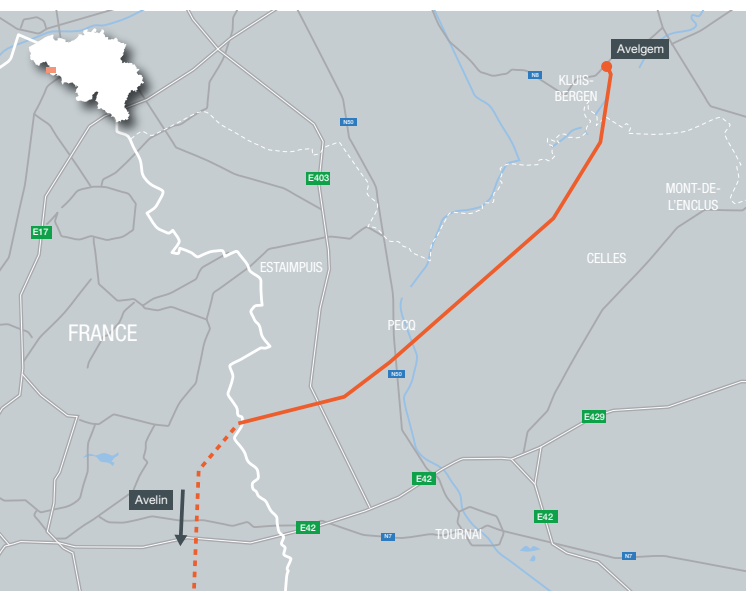 Avelgem
N8
KLUIS-
BERGEN
N50
E403
MONT-DE-
L'ENCLUS
E17
ESTAIMPUIS
CELLES
FRANCE
PECQ
N50
E429
E42
Avelin
E42
E42
N7
TOURNAI
N7